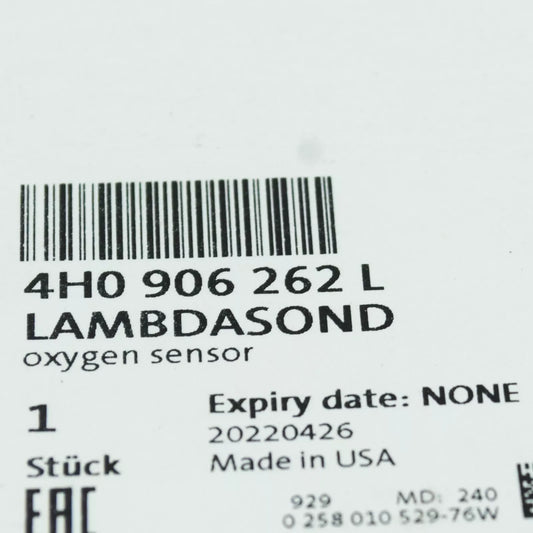 4H0 906 262 L
LAMBDASOND
oxygen sensor
1
Expiry date: NONE
20220426
Stück
Made in USA
EAC
929 MD: 240
0 258 010 529-76W